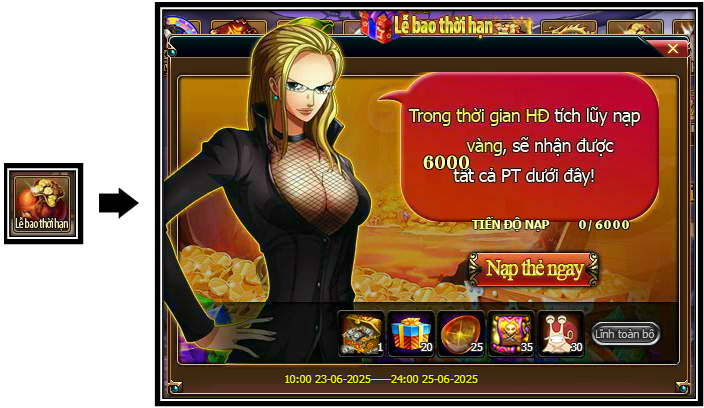 Lễ bao thời hạn
Lễ bao thời hạn
Trong thời gian HĐ tích lũy nạp
6000 vàng, sẽ nhận được
tất cả PT dưới đây!
TIẾN ĐỘ NẠP 0/6000
Nạp thẻ ngay
1 20 25 35 30
Lĩnh toàn bộ
10:00 23-06-2025——24:00 25-06-2025